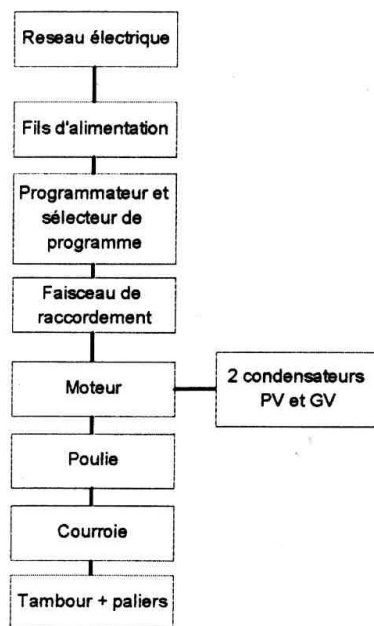 Reseau électrique
Fils d'alimentation
Programmateur et
sélecteur de
programme
Faisceau de
raccordement
Moteur
2 condensateurs
PV et GV
Poulie
Courroie
Tambour + paliers